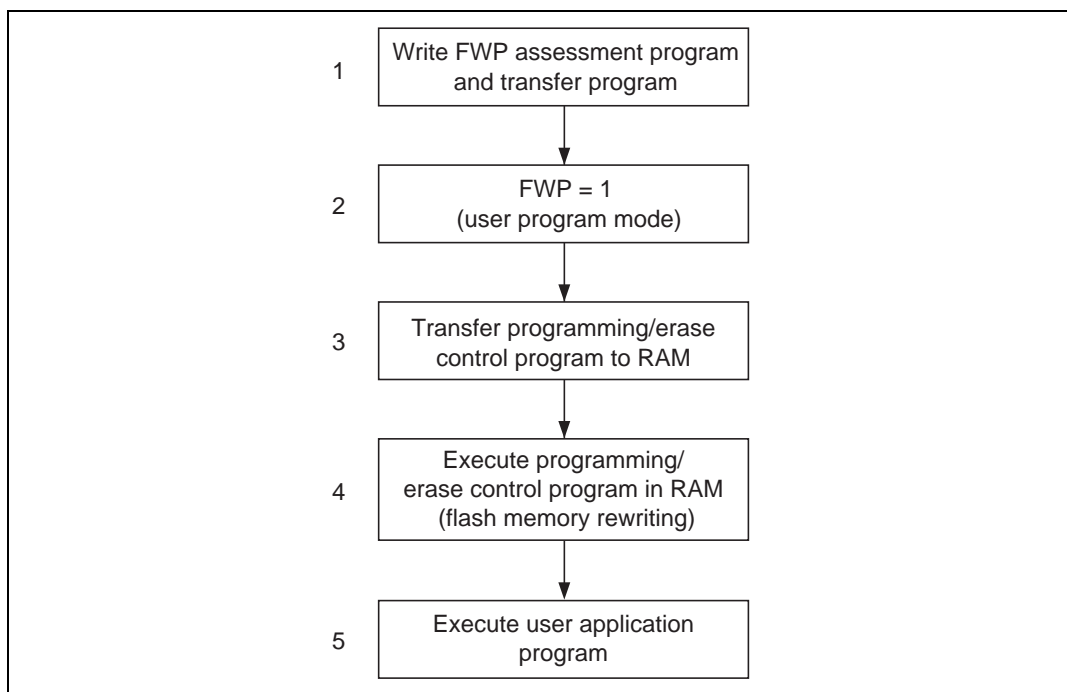 1
Write FWP assessment program
and transfer program
2
FWP = 1
(user program mode)
3
Transfer programming/erase
control program to RAM
4
Execute programming/
erase control program in RAM
(flash memory rewriting)
5
Execute user application
program